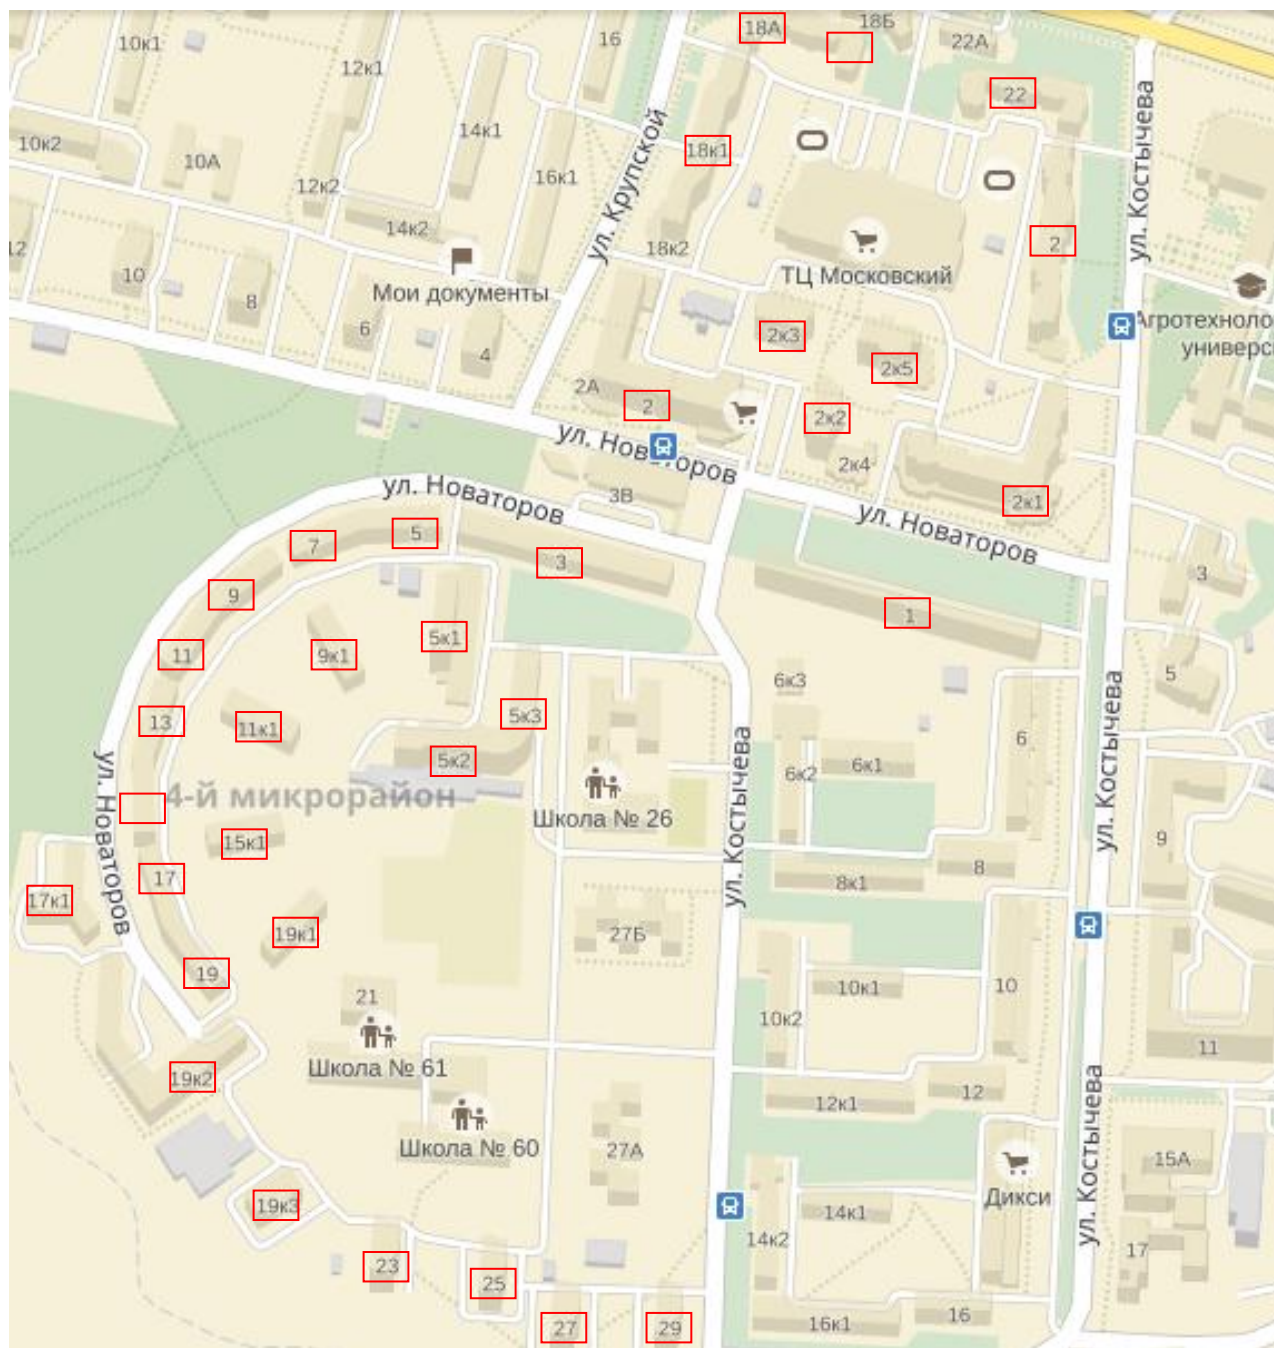 18А
18Б
10к1
16
22А
12к1
22
ул. Костычева
14к1
10к2
18к1
10А
16к1
12к2
ул. Крупской
14к2
2
18к2
12
10
ТЦ Московский
Мои документы
8
Агротехноло
6
2к3
универс
4
2к5
2А
2
2к2
ул. Новаторов
2к4
ул. Новаторов
3В
2к1
ул. Новаторов
5
7
3
3
9
1
5к1
11
9к1
5
6к3
ул. Костычева
13
5к3
11к1
6
ул. Костычева
5к2
6к1
6к2
4-й микрорайон
ул. Новаторов
Школа № 26
15к1
9
8
17
8к1
17к1
19к1
27Б
19
10к1
10
21
10к2
11
Школа № 61
19к2
12
12к1
ул. Костычева
Школа № 60
27А
15А
Дикси
19к3
14к1
14к2
17
23
25
16
16к1
27
29